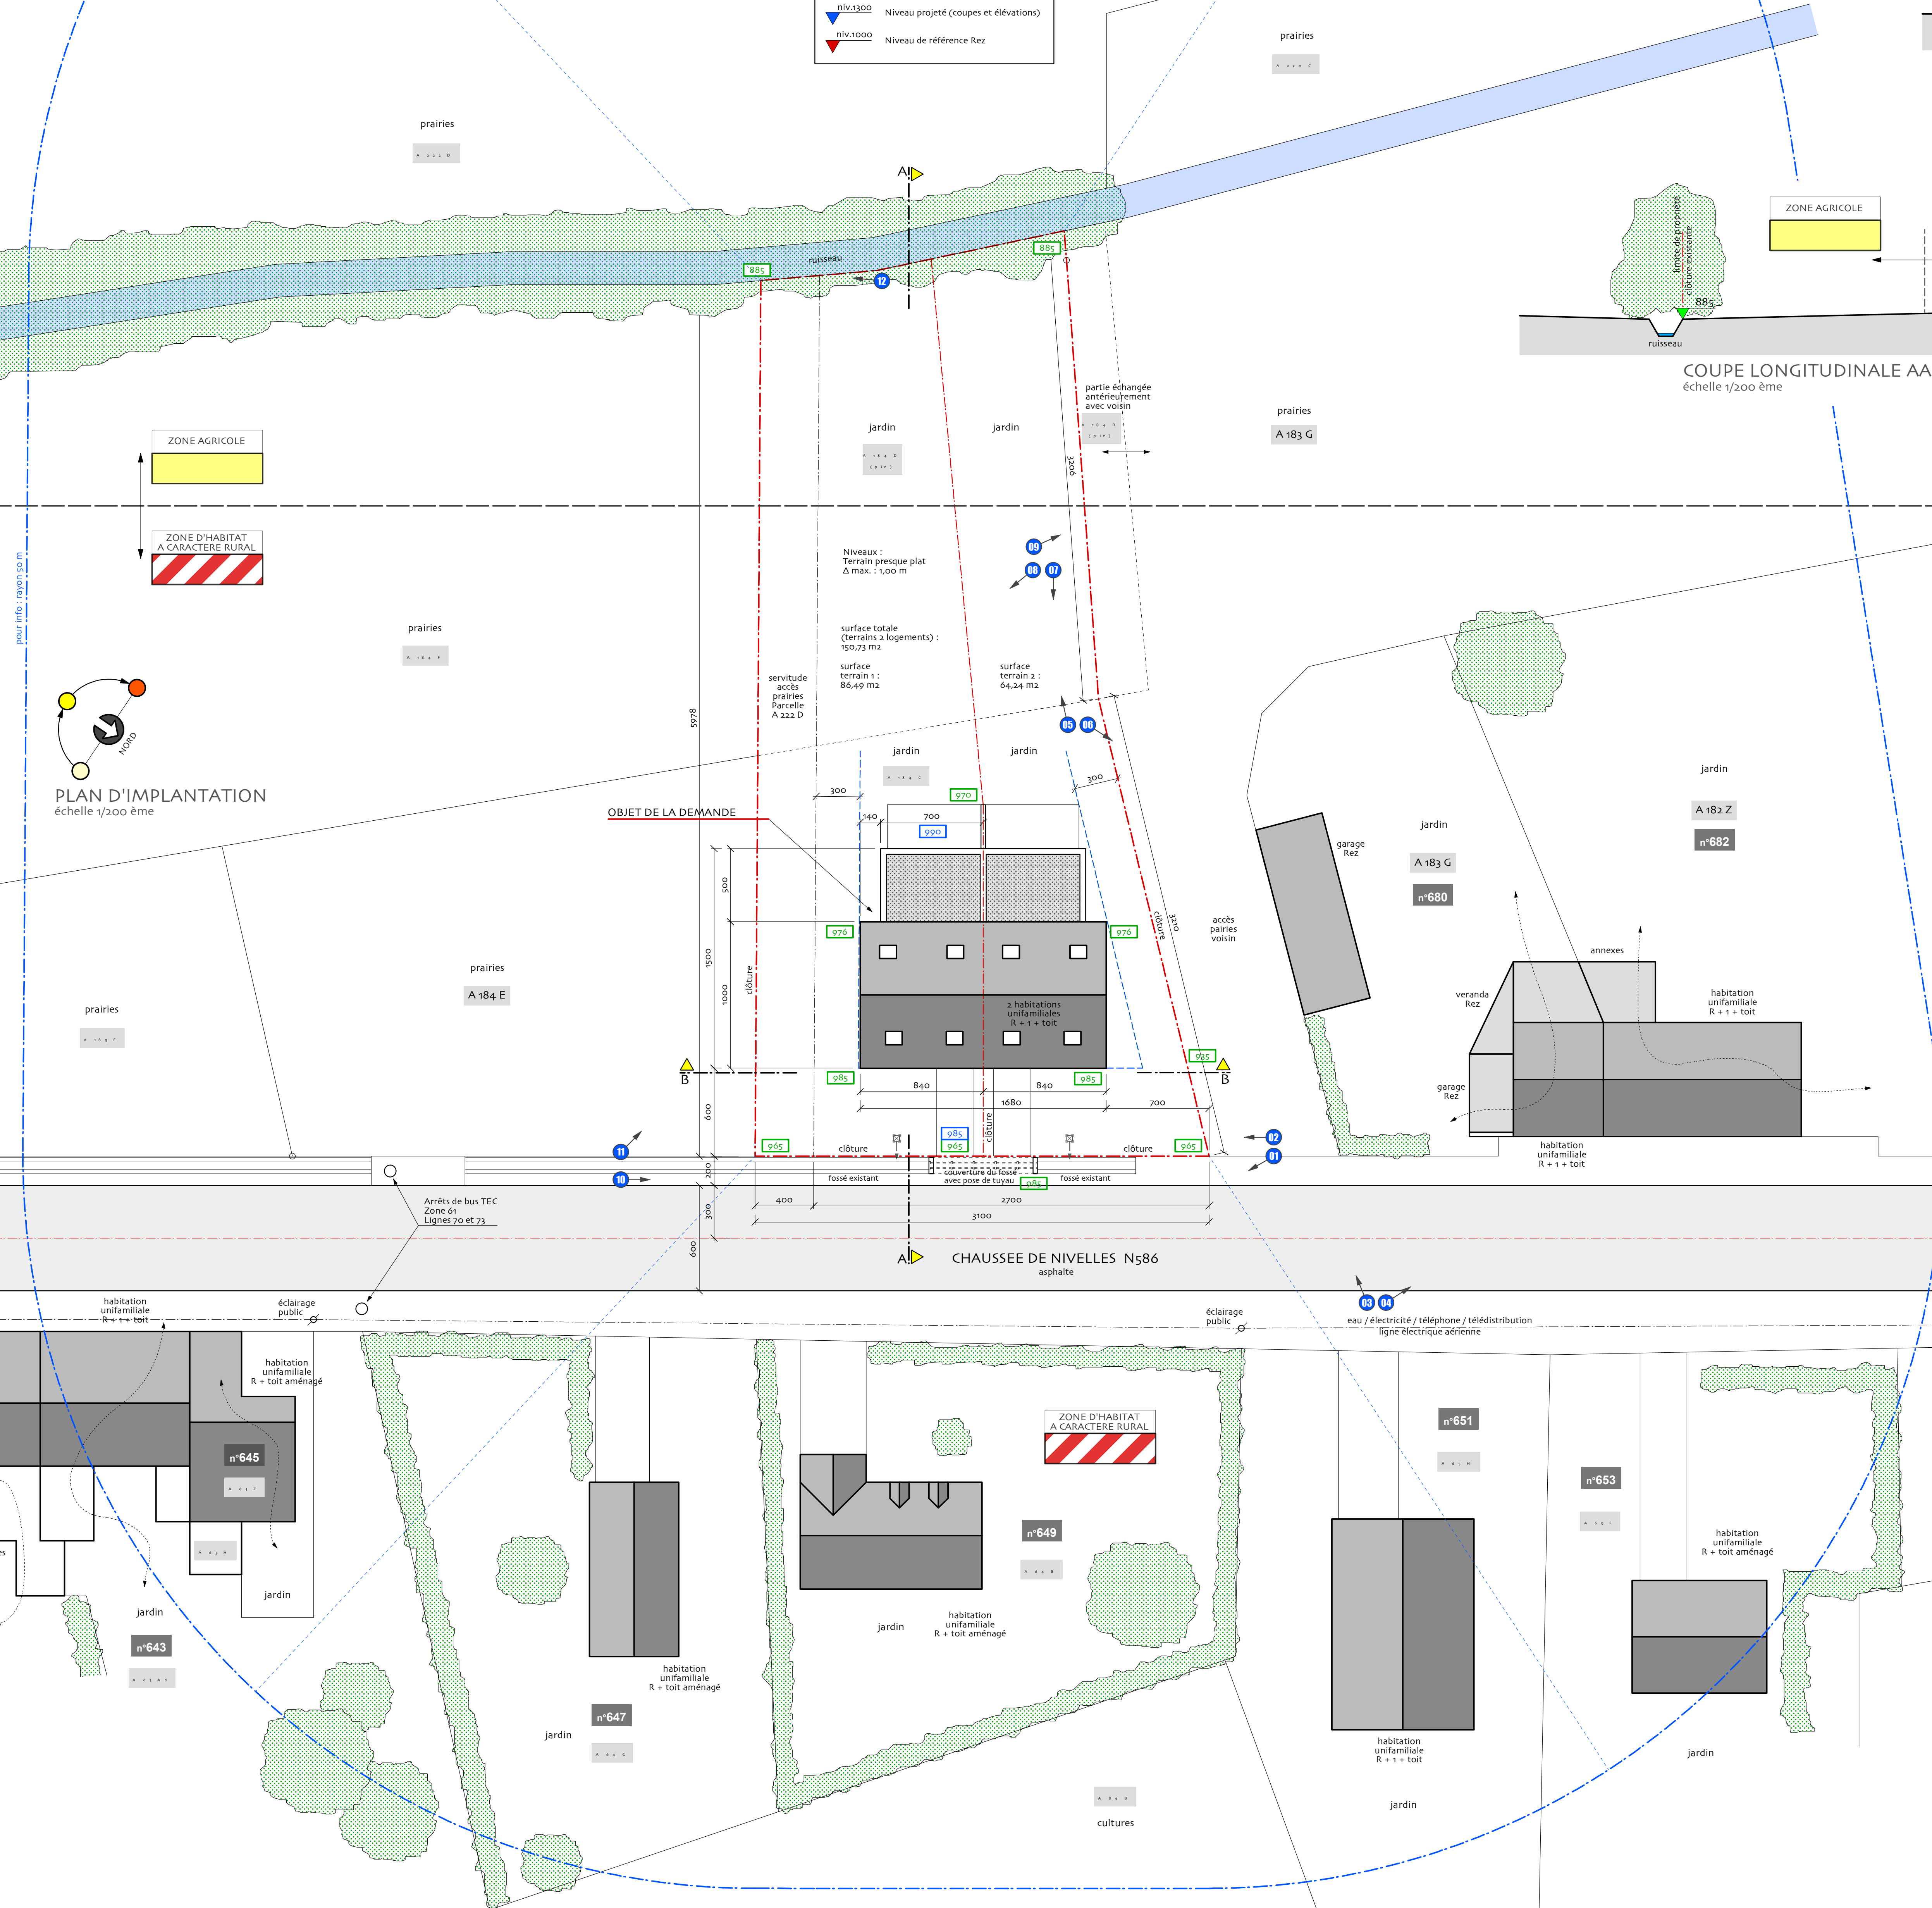 niv.1300
Niveau projeté (coupes et élévations)
niv.1000
Niveau de référence Rez
prairies
prairies
A
A
ruisseau
885
885
12
ZONE AGRICOLE
limite de propriété
clôture existante
885
ruisseau
COUPE LONGITUDINALE AA
échelle 1/200 ème
partie échangée
antérieurement
avec voisin
prairies
A 183 G
jardin
jardin
3206
ZONE AGRICOLE
ZONE D'HABITAT
A CARACTERE RURAL
pour info : rayon 50 m
Niveaux :
Terrain presque plat
Δ max. : 1,00 m
09
08
07
prairies
surface totale
(terrains 2 logements) :
150,73 m2
surface
terrain 1 :
86,49 m2
surface
terrain 2 :
64,24 m2
servitude
accès
prairies
Parcelle
A 222 D
5978
05
06
NORD
PLAN D'IMPLANTATION
échelle 1/200 ème
jardin
jardin
300
300
970
OBJET DE LA DEMANDE
140
700
990
500
1500
1000
976
976
clôture
clôture
3210
accès
pairies
voisin
garage
Rez
jardin
A 183 G
n°680
jardin
A 182 Z
n°682
annexes
veranda
Rez
habitation
unifamiliale
R + 1 + toit
garage
Rez
habitation
unifamiliale
R + 1 + toit
prairies
A 184 E
prairies
2 habitations
unifamiliales
R + 1 + toit
935
B
B
985
985
840
840
1680
700
600
clôture
985
965
965
965
clôture
clôture
02
01
11
10
200
fossé existant
couverture du fossé
avec pose de tuyau
985
fossé existant
Arrêts de bus TEC
Zone 61
Lignes 70 et 73
400
2700
3100
300
600
A
CHAUSSEE DE NIVELLES N586
asphalte
03
04
habitation
unifamiliale
R + 1 + toit
éclairage
public
éclairage
public
eau / électricité / téléphone / télédistribution
ligne électrique aérienne
habitation
unifamiliale
R + toit aménagé
n°645
ZONE D'HABITAT
A CARACTERE RURAL
n°651
n°653
n°649
habitation
unifamiliale
R + toit aménagé
jardin
jardin
n°643
jardin
habitation
unifamiliale
R + toit aménagé
habitation
unifamiliale
R + toit aménagé
n°647
jardin
habitation
unifamiliale
R + 1 + toit
jardin
jardin
cultures